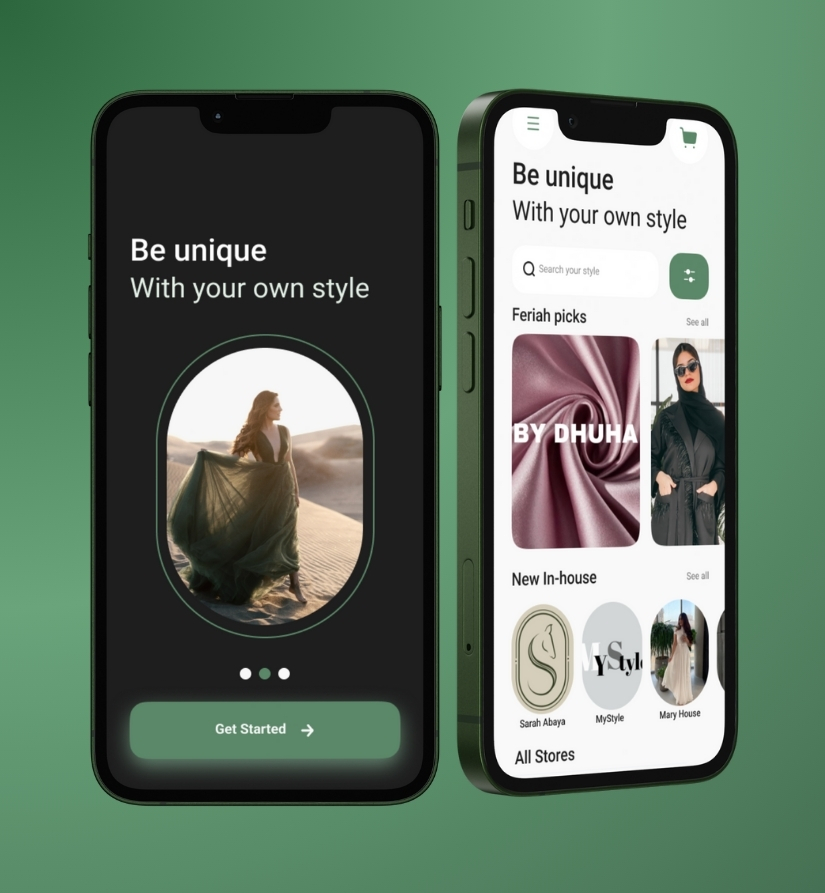 Be unique
With your own style
Get Started
Be unique
With your own style
Search your style
Feriah picks
See all
BY DHUHA
New In-house
See all
MyStyle
Sarah Abaya
MyStyle
Mary House
All Stores